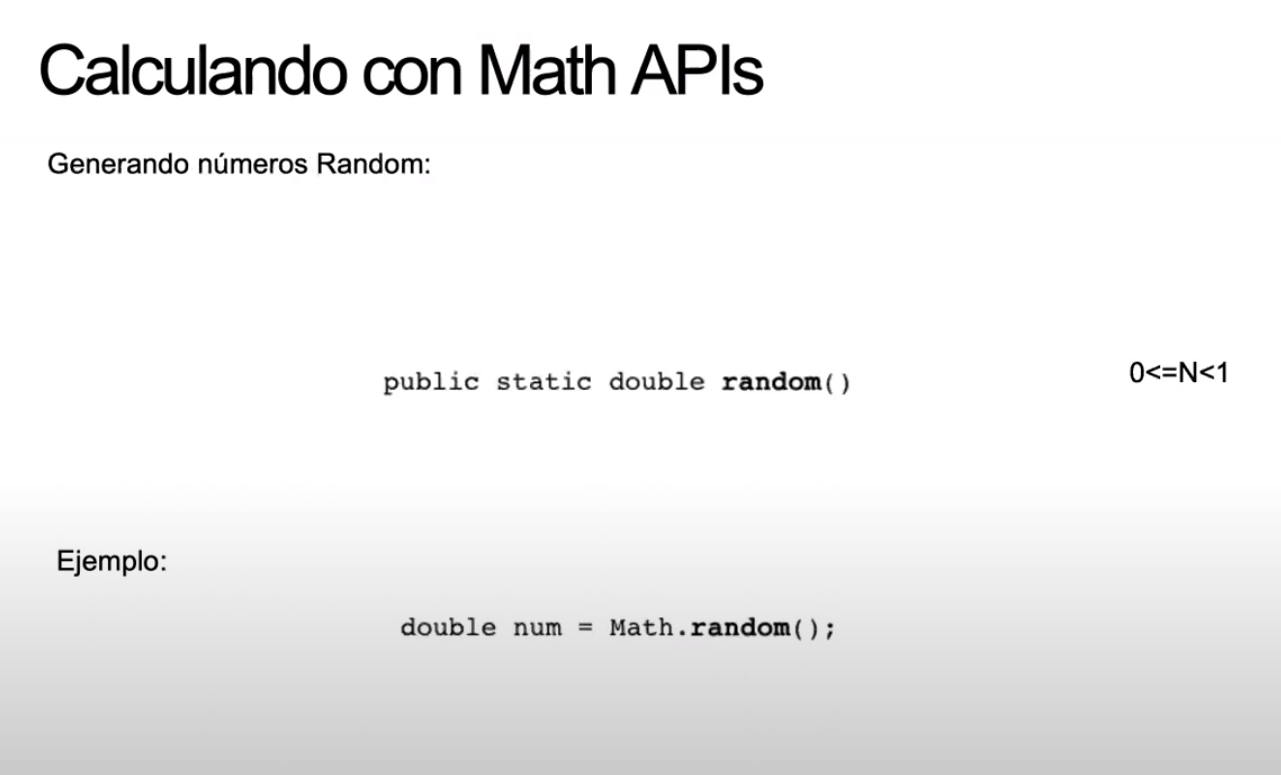 Calculando con Math APIs
Generando números Random:
public static double random()
0<=N<1
Ejemplo:
double num = Math.random();